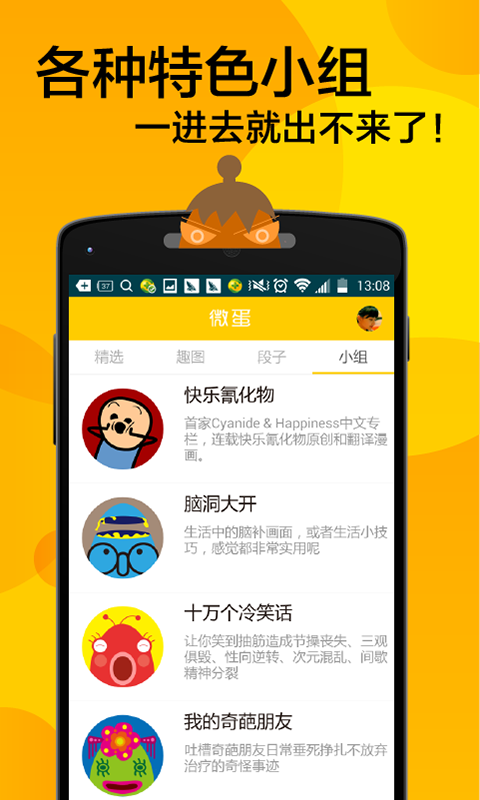 各种特色小组
一进去就出不来了!
37
13:08
微蛋
精选 趣图 段子 小组
快乐氰化物
首家Cyanide & Happiness中文专
栏，连载快乐氰化物原创和翻译漫
画。
脑洞大开
生活中的脑补画面，或者生活小技
巧，感觉都非常实用呢
十万个冷笑话
让你笑到抽筋造成节操丧失、三观
俱毁、性向逆转、次元混乱、间歇
精神分裂
我的奇葩朋友
吐槽奇葩朋友日常垂死挣扎不放弃
治疗的奇怪事迹